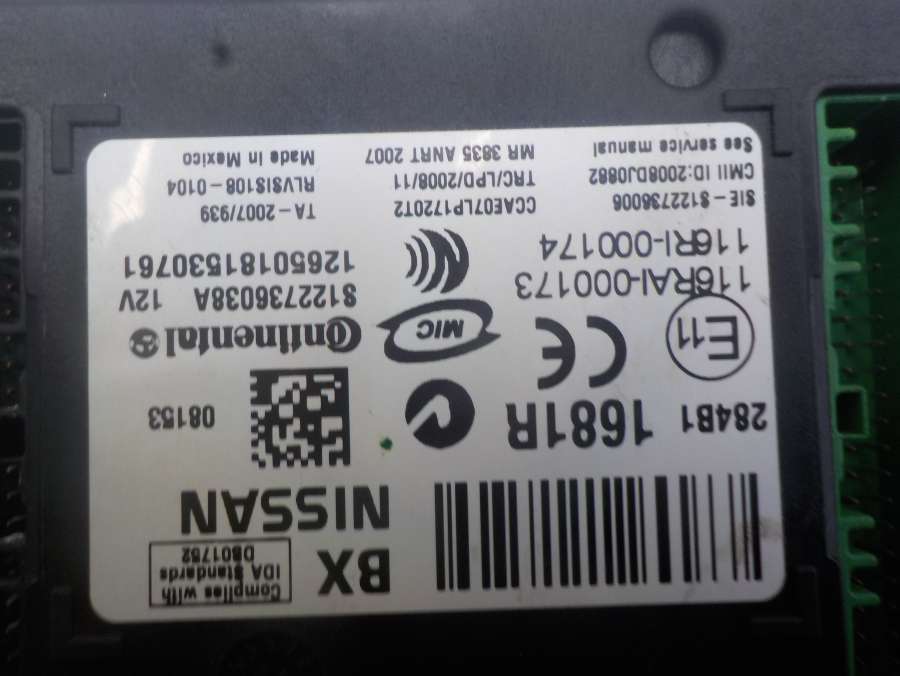 BX
Complies with
IDA Standards
DB01752
NISSAN
284B1 1681R
08153
E11
CE
MIC
Continental
116RAI-000173
116RI-000174
S122736038A 12V
12650181530761
SIE-S122736006
CMII ID:2008DJ0882
See service manual
CCAE07LP1720T2
TRC/LPD/2008/11
MR 3835 ANRT 2007
TA-2007/939
RLVSIS108-0104
Made in Mexico